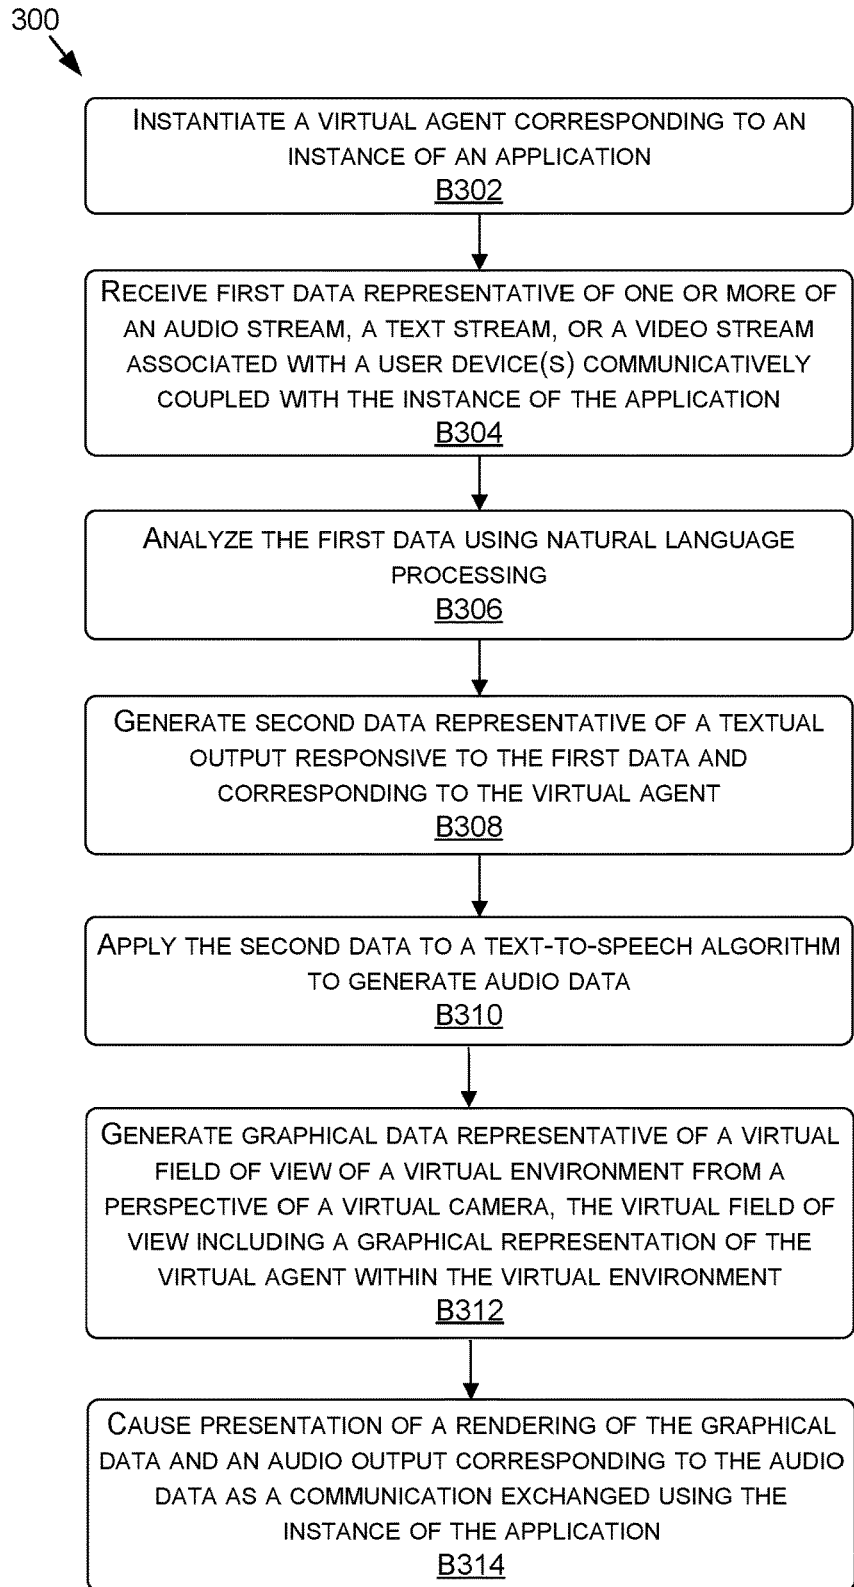 300
INSTANTIATE A VIRTUAL AGENT CORRESPONDING TO AN
INSTANCE OF AN APPLICATION
B302
RECEIVE FIRST DATA REPRESENTATIVE OF ONE OR MORE OF
AN AUDIO STREAM, A TEXT STREAM, OR A VIDEO STREAM
ASSOCIATED WITH A USER DEVICE(S) COMMUNICATIVELY
COUPLED WITH THE INSTANCE OF THE APPLICATION
B304
ANALYZE THE FIRST DATA USING NATURAL LANGUAGE
PROCESSING
B306
GENERATE SECOND DATA REPRESENTATIVE OF A TEXTUAL
OUTPUT RESPONSIVE TO THE FIRST DATA AND
CORRESPONDING TO THE VIRTUAL AGENT
B308
APPLY THE SECOND DATA TO A TEXT-TO-SPEECH ALGORITHM
TO GENERATE AUDIO DATA
B310
GENERATE GRAPHICAL DATA REPRESENTATIVE OF A VIRTUAL
FIELD OF VIEW OF A VIRTUAL ENVIRONMENT FROM A
PERSPECTIVE OF A VIRTUAL CAMERA, THE VIRTUAL FIELD OF
VIEW INCLUDING A GRAPHICAL REPRESENTATION OF THE
VIRTUAL AGENT WITHIN THE VIRTUAL ENVIRONMENT
B312
CAUSE PRESENTATION OF A RENDERING OF THE GRAPHICAL
DATA AND AN AUDIO OUTPUT CORRESPONDING TO THE AUDIO
DATA AS A COMMUNICATION EXCHANGED USING THE
INSTANCE OF THE APPLICATION
B314